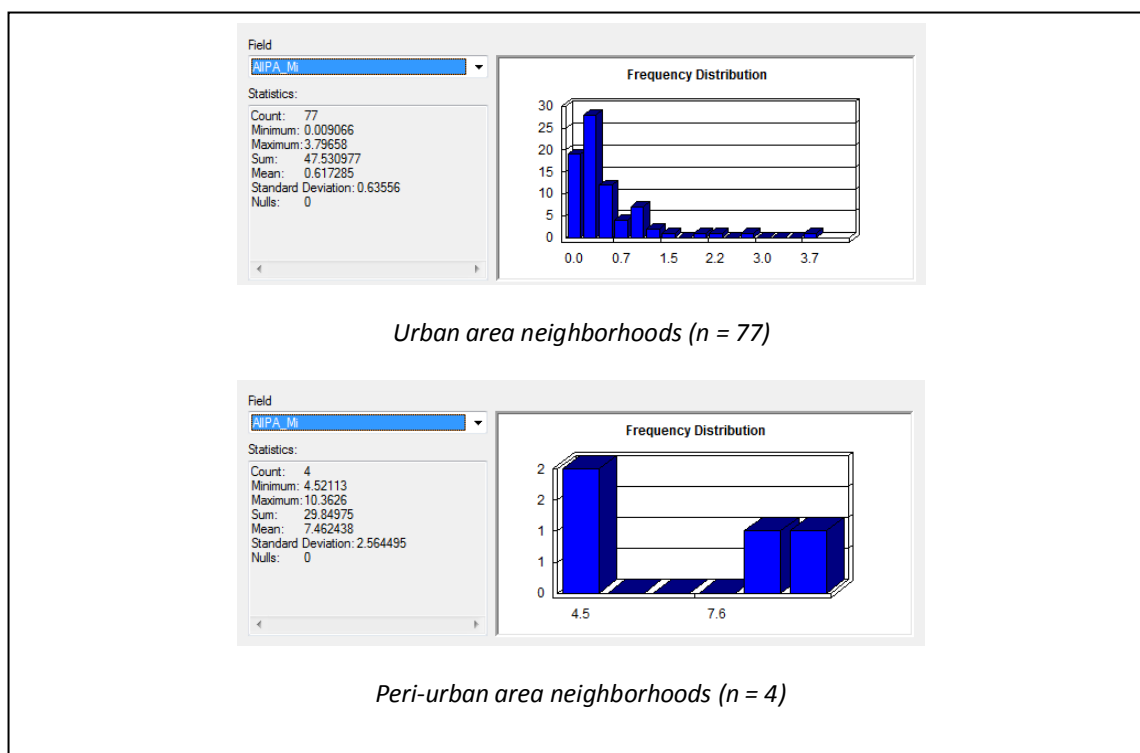 Field
AllPA_Mi
Statistics:
Count: 77
Minimum: 0.009066
Maximum: 3.79658
Sum: 47.530977
Mean: 0.617285
Standard Deviation: 0.63556
Nulls: 0
Frequency Distribution
30
25
20
15
10
5
0
0.0 0.7 1.5 2.2 3.0 3.7
Urban area neighborhoods (n = 77)
Field
AllPA_Mi
Statistics:
Count: 4
Minimum: 4.52113
Maximum: 10.3626
Sum: 29.84975
Mean: 7.462438
Standard Deviation: 2.564495
Nulls: 0
Frequency Distribution
2
2
1
1
0
4.5 7.6
Peri-urban area neighborhoods (n = 4)